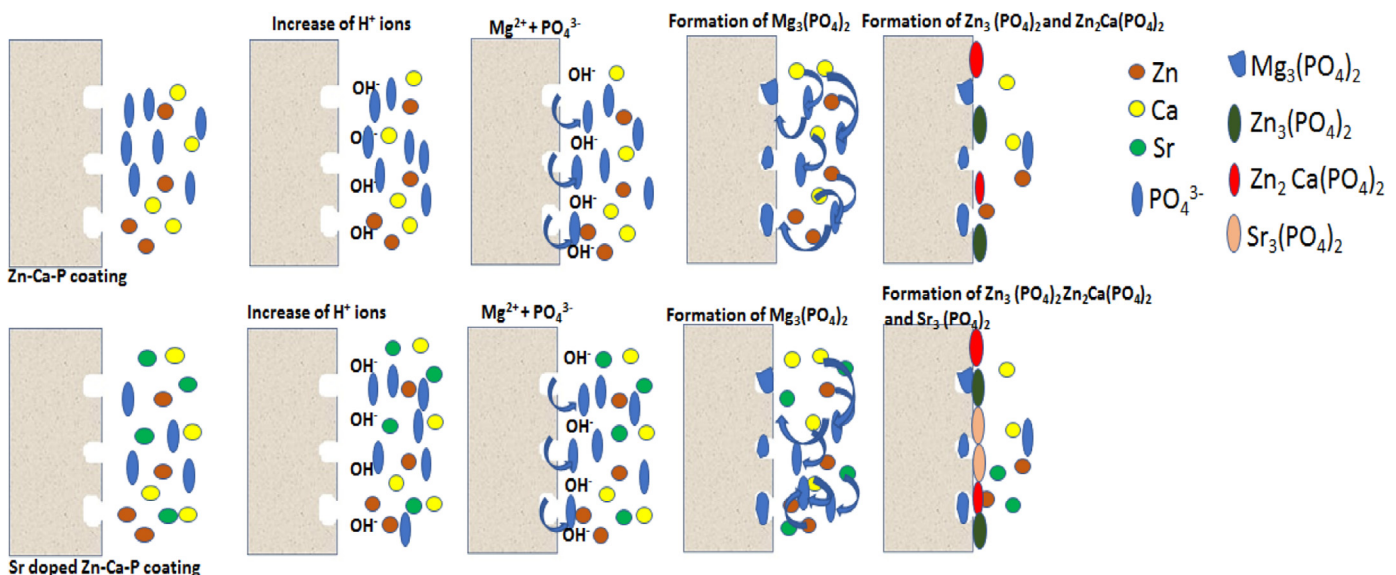 Increase of H⁺ ions
Mg²⁺ + PO₄³⁻
Formation of Mg₃(PO₄)₂
Formation of Zn₃ (PO₄)₂ and Zn₂Ca(PO₄)₂
OH⁻
OH⁻
OH⁻
OH
OH⁻
OH⁻
OH⁻
OH⁻
OH⁻
Zn
Ca
Sr
PO₄³⁻
Mg₃(PO₄)₂
Zn₃(PO₄)₂
Zn₂ Ca(PO₄)₂
Sr₃(PO₄)₂
Zn-Ca-P coating
Increase of H⁺ ions
Mg²⁺ + PO₄³⁻
Formation of Mg₃(PO₄)₂
Formation of Zn₃ (PO₄)₂ Zn₂Ca(PO₄)₂
and Sr₃ (PO₄)₂
OH⁻
OH⁻
OH
OH⁻
OH⁻
OH⁻
OH⁻
OH⁻
Sr doped Zn-Ca-P coating